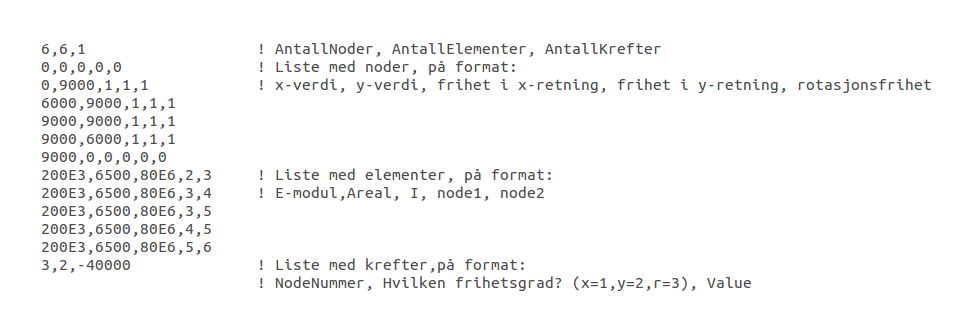 6,6,1 ! AntallNoder, AntallElementer, AntallKrefter
0,0,0,0,0 ! Liste med noder, på format:
0,9000,1,1,1 ! x-verdi, y-verdi, frihet i x-retning, frihet i y-retning, rotasjonsfrihet
6000,9000,1,1,1
9000,9000,1,1,1
9000,6000,1,1,1
9000,0,0,0,0
200E3,6500,80E6,2,3 ! Liste med elementer, på format:
200E3,6500,80E6,3,4 ! E-modul,Areal, I, node1, node2
200E3,6500,80E6,3,5
200E3,6500,80E6,4,5
200E3,6500,80E6,5,6
3,2,-40000 ! Liste med krefter,på format:
! NodeNummer, Hvilken frihetsgrad? (x=1,y=2,r=3), Value